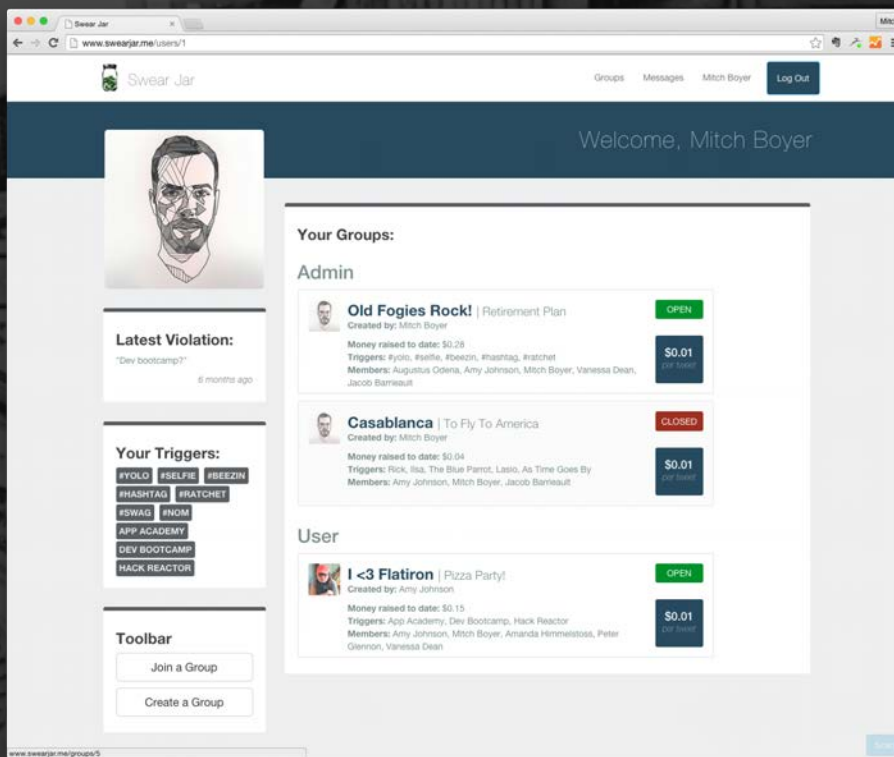 Swear Jar
www.swearjar.me/users/1
Swear Jar
Groups
Messages
Mitch Boyer
Log Out
Welcome, Mitch Boyer
Latest Violation:
"Dev bootcamp?"
6 months ago
Your Triggers:
#YOLO #SELFIE #BEEZIN
#HASHTAG #RATCHET
#SWAG #NOM
APP ACADEMY
DEV BOOTCAMP
HACK REACTOR
Toolbar
Join a Group
Create a Group
Your Groups:
Admin
Old Fogies Rock! | Retirement Plan
OPEN
Created by: Mitch Boyer
Money raised to date: $0.28
Triggers: #yolo, #selfie, #beezin, #hashtag, #ratchet
Members: Augustus Odena, Amy Johnson, Mitch Boyer, Vanessa Dean,
Jacob Barrieault
$0.01
per tweet
Casablanca | To Fly To America
CLOSED
Created by: Mitch Boyer
Money raised to date: $0.04
Triggers: Rick, Ilsa, The Blue Parrot, Laslo, As Time Goes By
Members: Amy Johnson, Mitch Boyer, Jacob Barrieault
$0.01
per tweet
User
I <3 Flatiron | Pizza Party!
OPEN
Created by: Amy Johnson
Money raised to date: $0.15
Triggers: App Academy, Dev Bootcamp, Hack Reactor
Members: Amy Johnson, Mitch Boyer, Amanda Himmelstoss, Peter
Glennon, Vanessa Dean
$0.01
per tweet
www.swearjar.me/groups/5